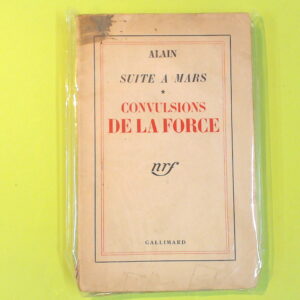 ALAIN
SUITE A MARS
*
CONVULSIONS
DE LA FORCE
nrf
GALLIMARD